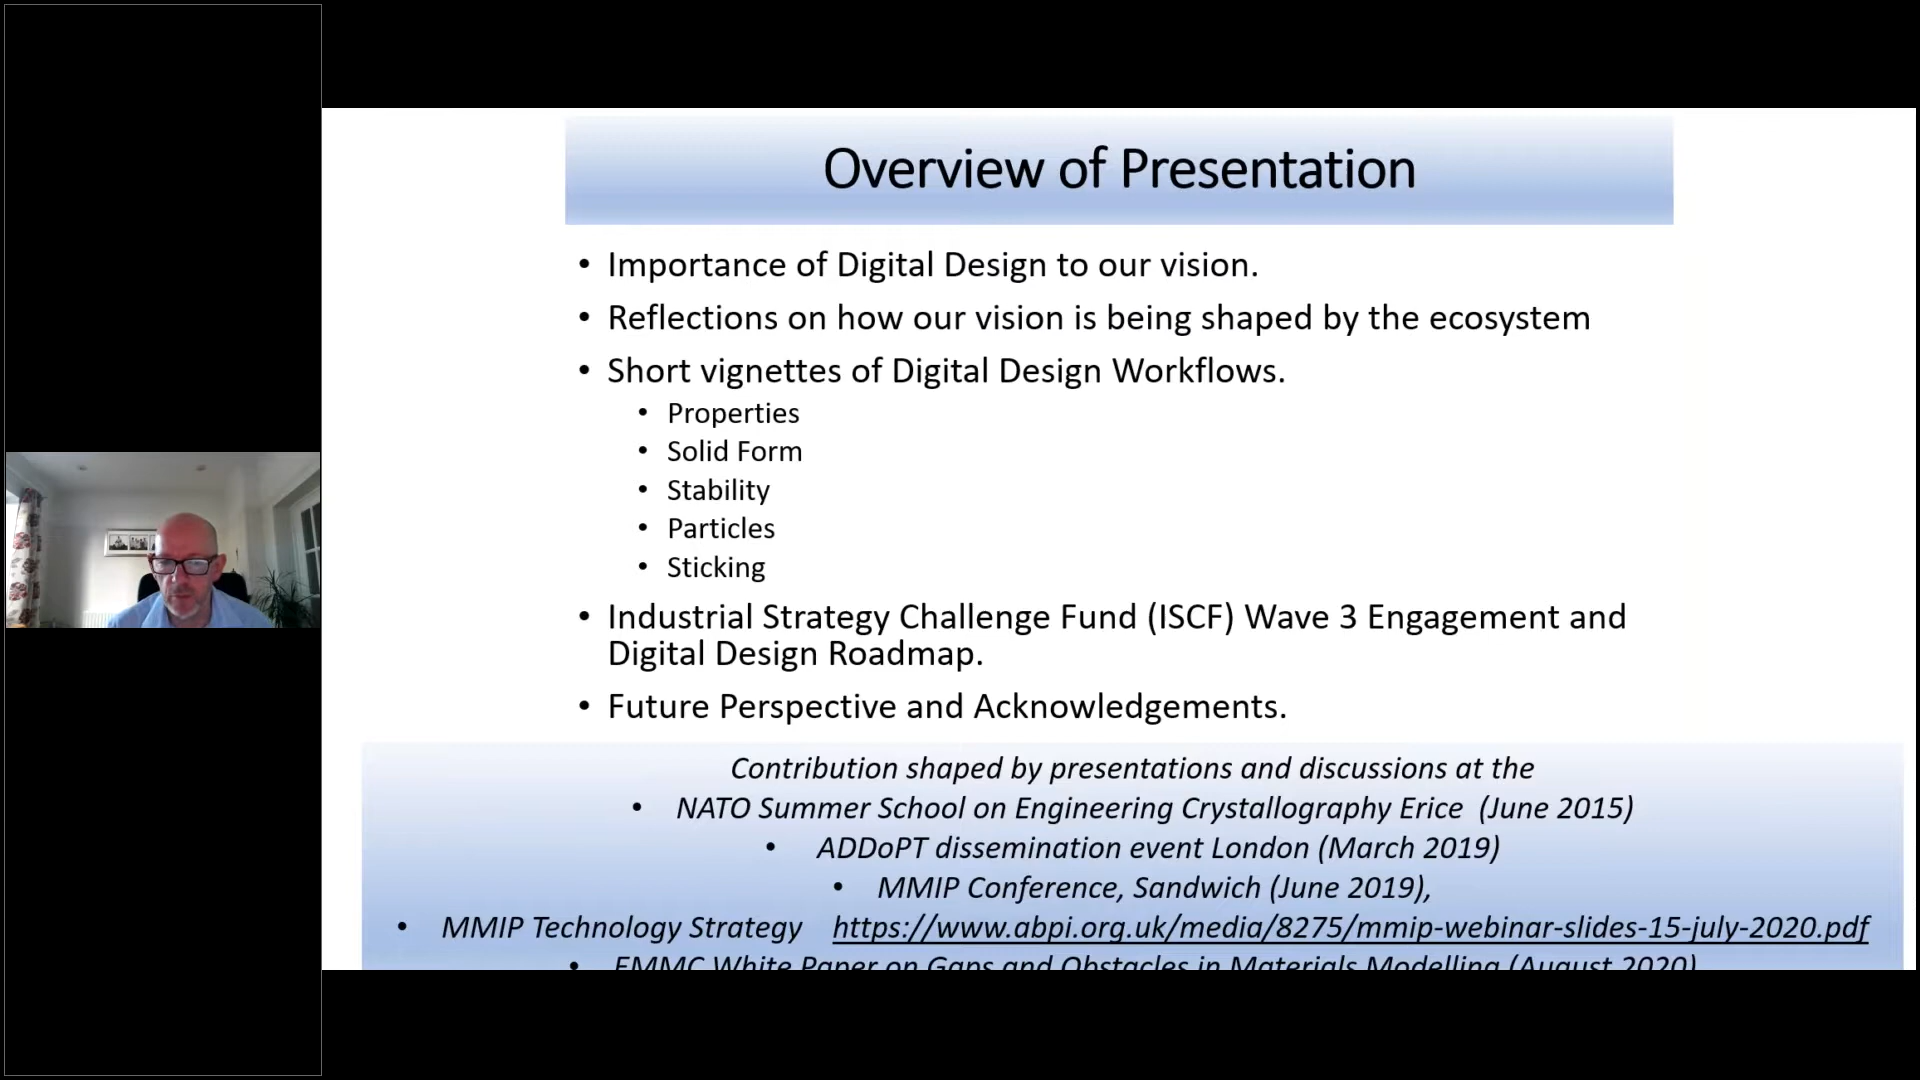 Overview of Presentation
• Importance of Digital Design to our vision.
• Reflections on how our vision is being shaped by the ecosystem
• Short vignettes of Digital Design Workflows.
• Properties
• Solid Form
• Stability
• Particles
• Sticking
• Industrial Strategy Challenge Fund (ISCF) Wave 3 Engagement and
Digital Design Roadmap.
• Future Perspective and Acknowledgements.
Contribution shaped by presentations and discussions at the
• NATO Summer School on Engineering Crystallography Erice (June 2015)
• ADDoPT dissemination event London (March 2019)
• MMIP Conference, Sandwich (June 2019),
• MMIP Technology Strategy https://www.abpi.org.uk/media/8275/mmip-webinar-slides-15-july-2020.pdf
• EMMC White Paper on Gaps and Obstacles in Materials Modelling (August 2020)